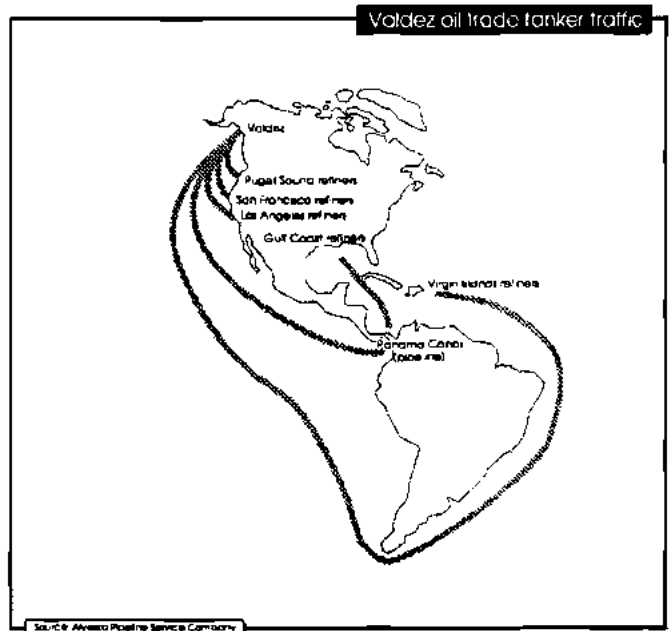 Valdez oil trade tanker traffic
Valdez
Puget Sound refiners
San Francisco refiners
Los Angeles refiners
Gulf Coast refiners
Virgin Islands refiners
Panama Canal
(pipeline)
Source: Alyeska Pipeline Service Company